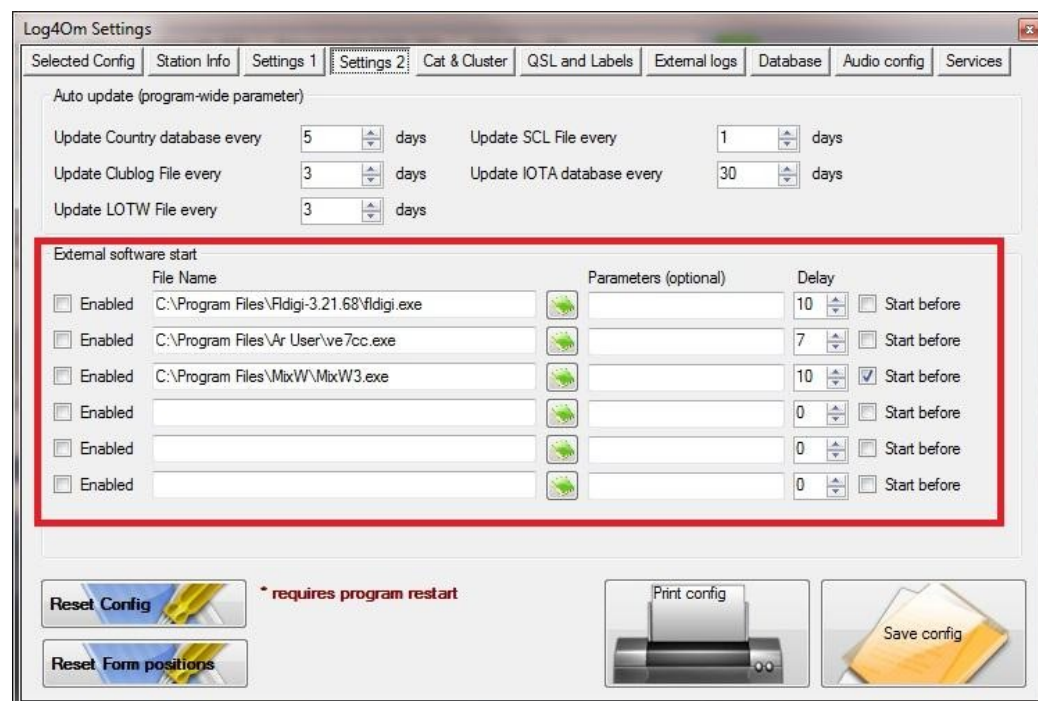 Log4Om Settings
Selected Config Station Info Settings 1 Settings 2 Cat & Cluster QSL and Labels External logs Database Audio config Services
Auto update (program-wide parameter)
Update Country database every 5 days Update SCL File every 1 days
Update Clublog File every 3 days Update IOTA database every 30 days
Update LOTW File every 3 days
External software start
File Name Parameters (optional) Delay
Enabled C:\Program Files\Fldigi-3.21.68\fldigi.exe 10 Start before
Enabled C:\Program Files\Ar User\ve7cc.exe 7 Start before
Enabled C:\Program Files\MixW\MixW3.exe 10 Start before
Enabled 0 Start before
Enabled 0 Start before
Enabled 0 Start before
Reset Config * requires program restart Print config
Save config
Reset Form positions